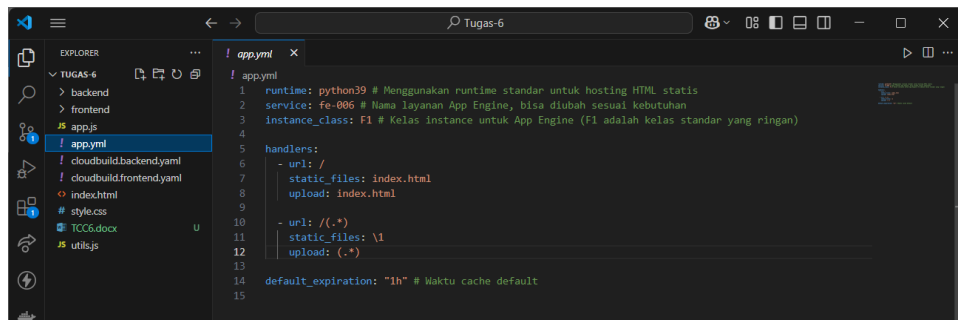 Tugas-6
EXPLORER
TUGAS-6
backend
frontend
JS app.js
! app.yml
! cloudbuild.backend.yaml
! cloudbuild.frontend.yaml
<> index.html
# style.css
TCC6.docx U
JS utils.js
! app.yml
! app.yml
1 runtime: python39 # Menggunakan runtime standar untuk hosting HTML statis
2 service: fe-006 # Nama layanan App Engine, bisa diubah sesuai kebutuhan
3 instance_class: F1 # Kelas instance untuk App Engine (F1 adalah kelas standar yang ringan)
4
5 handlers:
6 - url: /
7 static_files: index.html
8 upload: index.html
9
10 - url: /(.*)
11 static_files: \1
12 upload: (.*)
13
14 default_expiration: "1h" # Waktu cache default
15
1
1